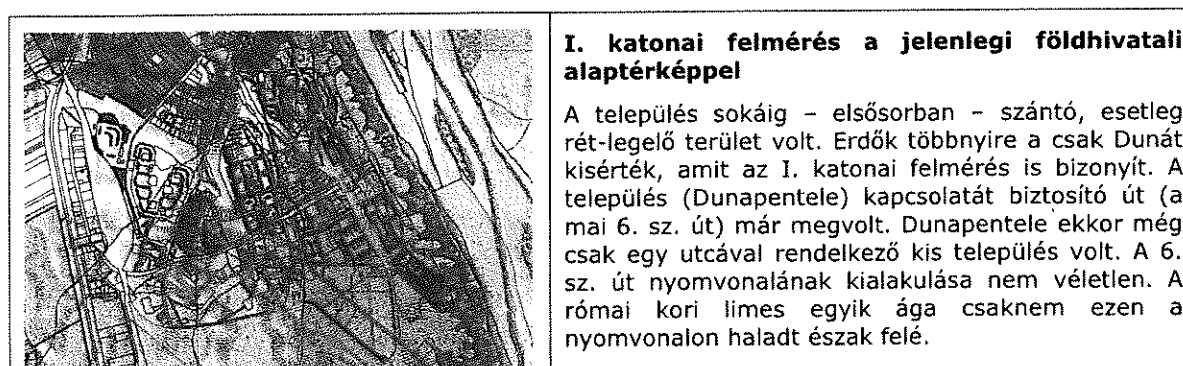 I. katonai felmérés a jelenlegi földhivatali
alaptérképpel
A település sokáig – elsősorban – szántó, esetleg
rét-legelő terület volt. Erdők többnyire a csak Dunát
kisérték, amit az I. katonai felmérés is bizonyít. A
település (Dunapentele) kapcsolatát biztosító út (a
mai 6. sz. út) már megvolt. Dunapentele ekkor még
csak egy utcával rendelkező kis település volt. A 6.
sz. út nyomvonalának kialakulása nem véletlen. A
római kori limes egyik ága csaknem ezen a
nyomvonalon haladt észak felé.